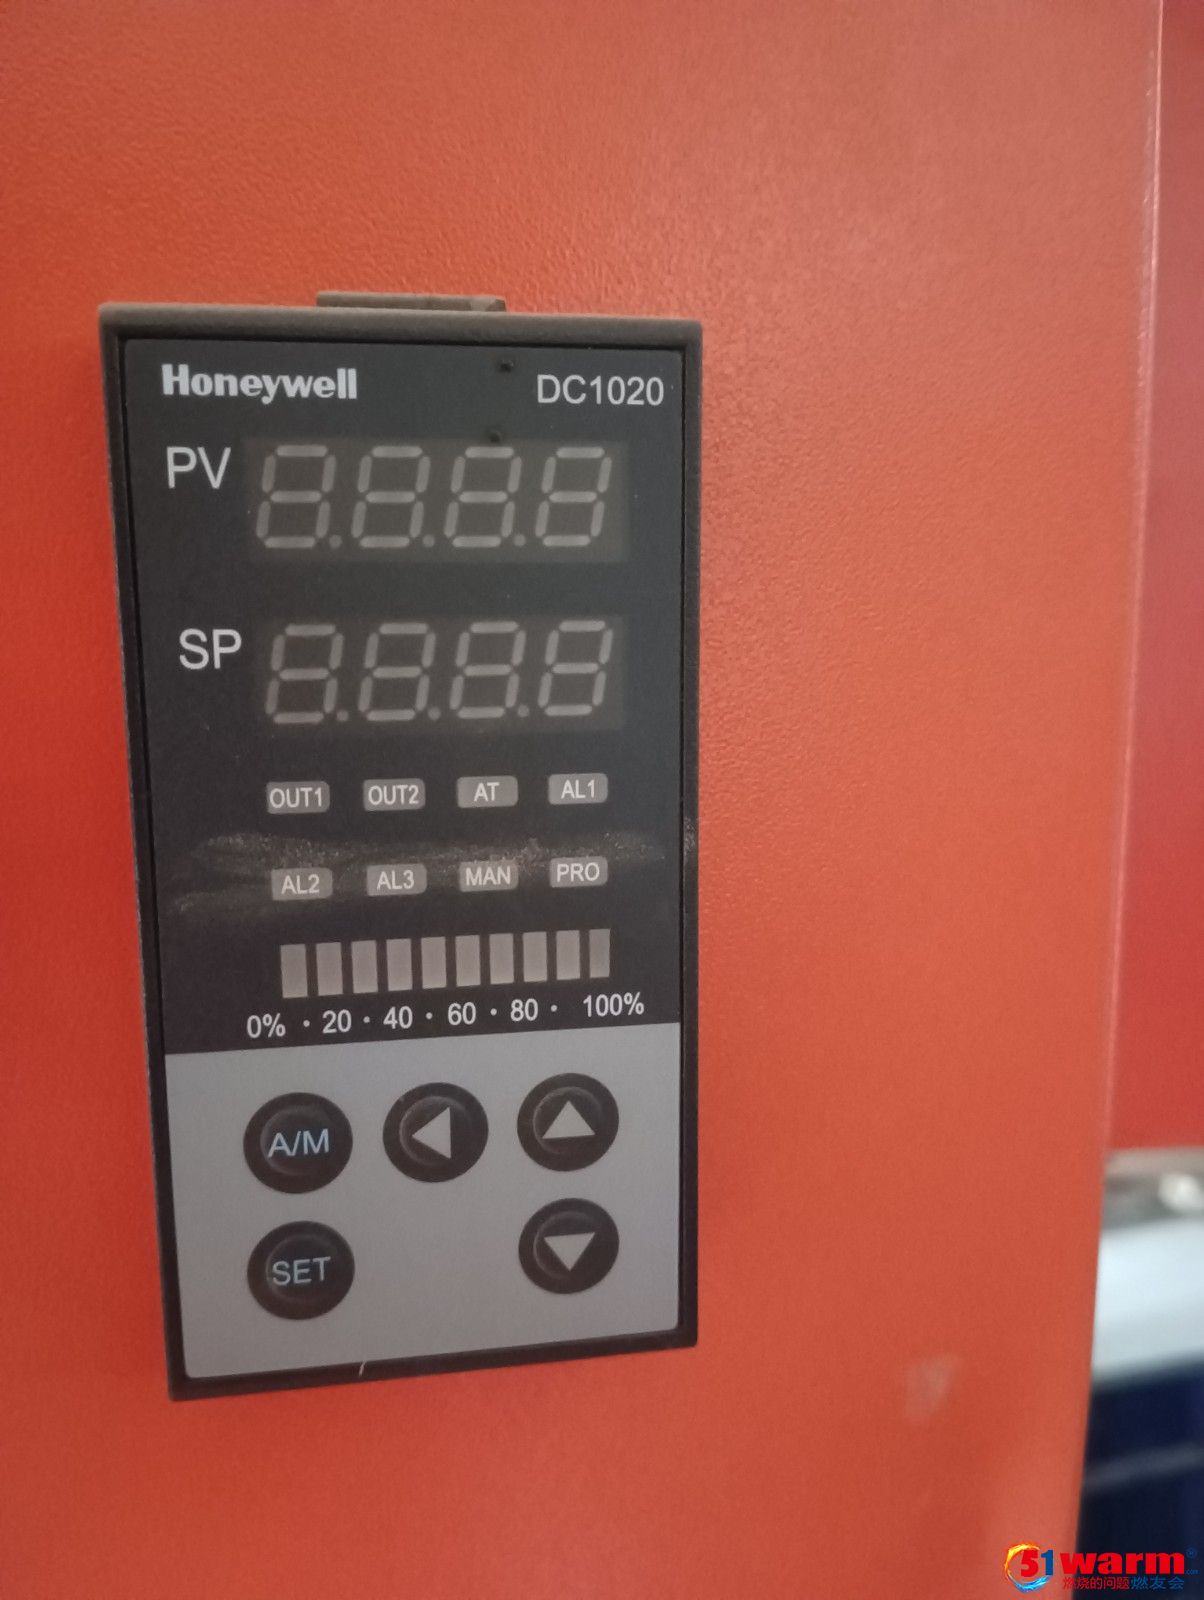 Honeywell
DC1020
PV
SP
OUT1 OUT2 AT AL1
AL2 AL3 MAN PRO
0% · 20 · 40 · 60 · 80 · 100%
A/M
SET
51warm®.com
燃烧的问题燃友会